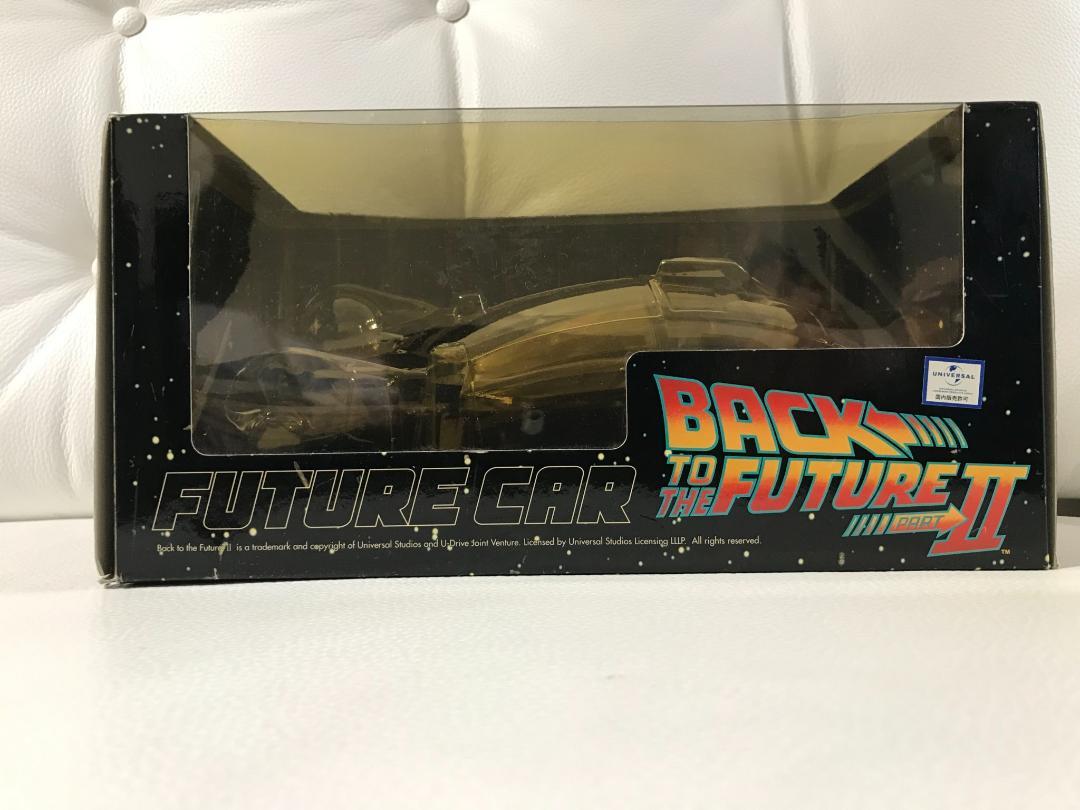 UNIVERSAL
国内販売許可
BACK
TO THE FUTURE II
PART
TM
FUTURE CAR
Back to the Future II is a trademark and copyright of Universal Studios and U-Drive Joint Venture. Licensed by Universal Studios Licensing LLLP. All rights reserved.